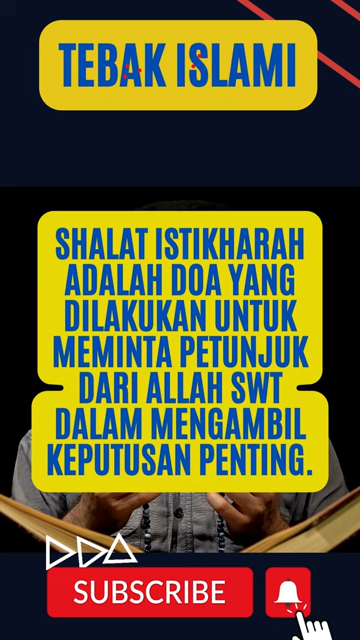 TEBAK ISLAMI
SHALAT ISTIKHARAH
ADALAH DOA YANG
DILAKUKAN UNTUK
MEMINTA PETUNJUK
DARI ALLAH SWT
DALAM MENGAMBIL
KEPUTUSAN PENTING.
SUBSCRIBE